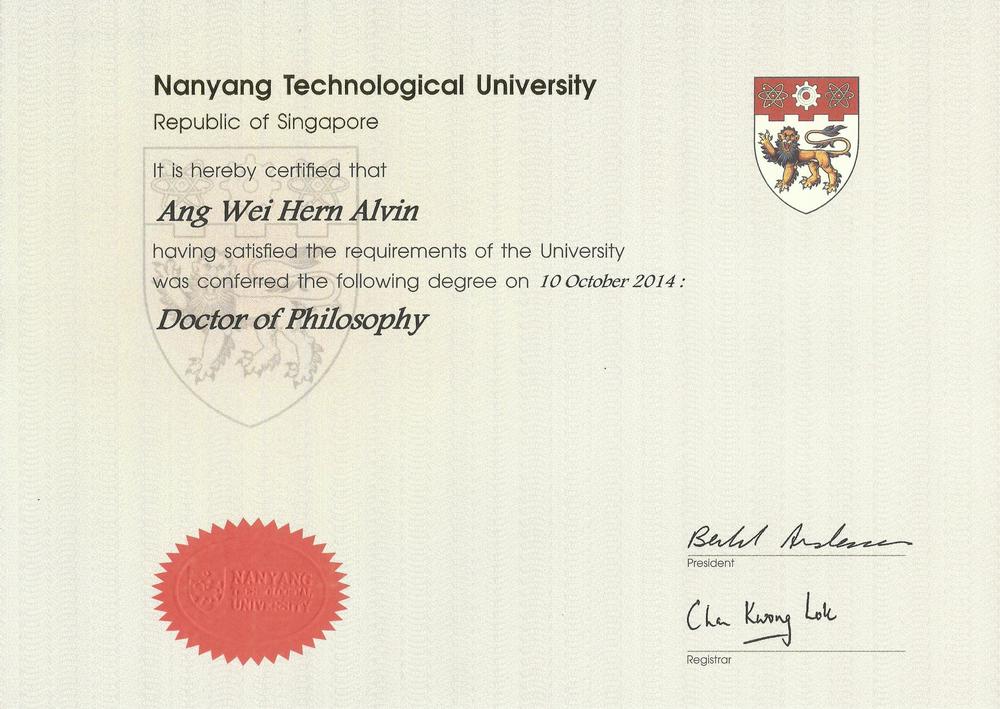 Nanyang Technological University
Republic of Singapore
It is hereby certified that
Ang Wei Hern Alvin
having satisfied the requirements of the University
was conferred the following degree on 10 October 2014 :
Doctor of Philosophy
NANYANG
TECHNOLOGICAL
UNIVERSITY
Bertil Andersson
President
Chan Kwong Lok
Registrar